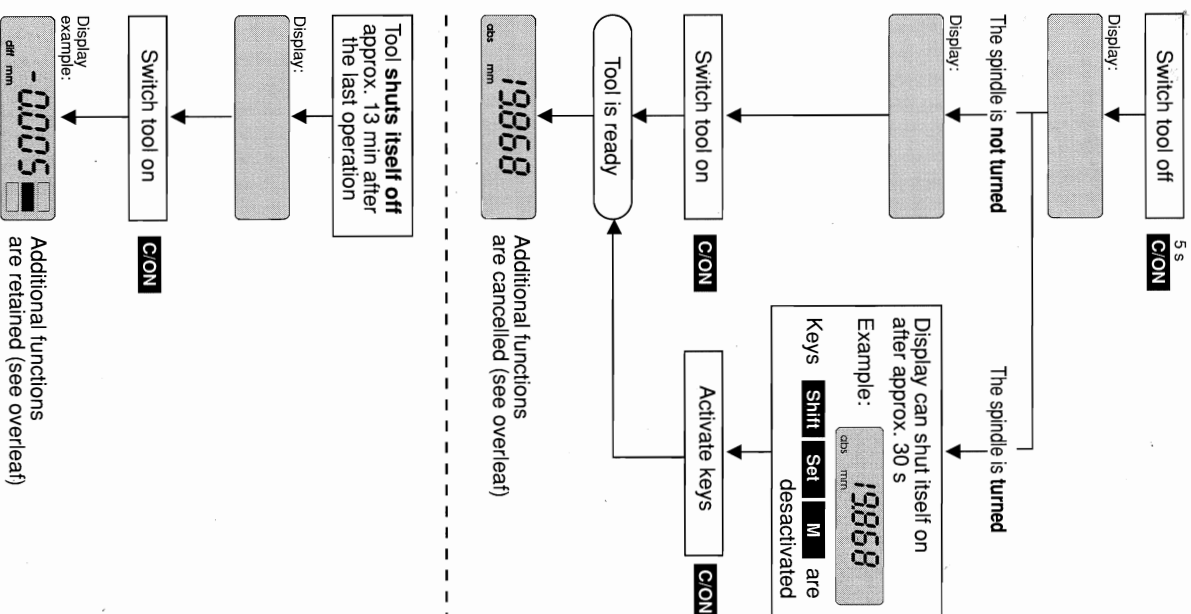 Switch tool off
5 s
C/ON
Display:
The spindle is not turned
The spindle is turned
Display:
Display can shut itself on
after approx. 30 s
Example:
19.868
abs mm
Keys Shift Set M are
desactivated
Switch tool on
C/ON
Activate keys
C/ON
Tool is ready
19.868
abs mm
Additional functions
are cancelled (see overleaf)
Tool shuts itself off
approx. 13 min after
the last operation
Display:
Switch tool on
C/ON
Display
example:
-0.005
diff mm
Additional functions
are retained (see overleaf)